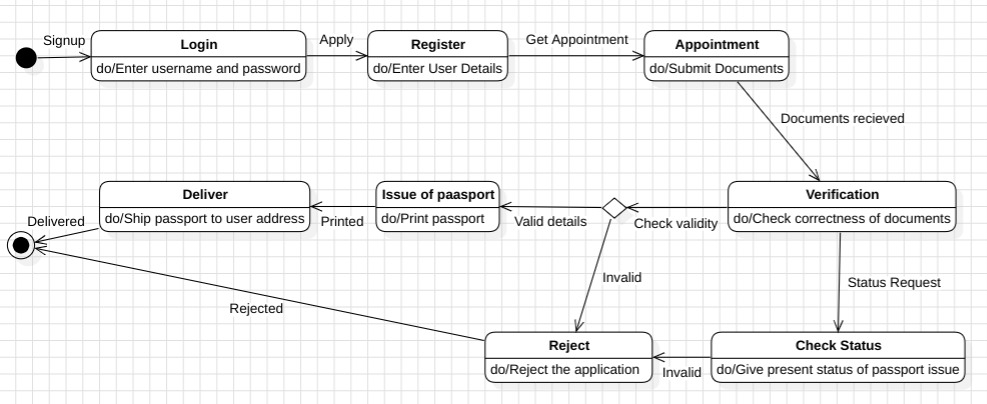 Signup
Login
do/Enter username and password
Apply
Register
do/Enter User Details
Get Appointment
Appointment
do/Submit Documents
Documents recieved
Deliver
do/Ship passport to user address
Delivered
Printed
Issue of paasport
do/Print passport
Valid details
Check validity
Verification
do/Check correctness of documents
Invalid
Status Request
Rejected
Reject
do/Reject the application
Invalid
Check Status
do/Give present status of passport issue